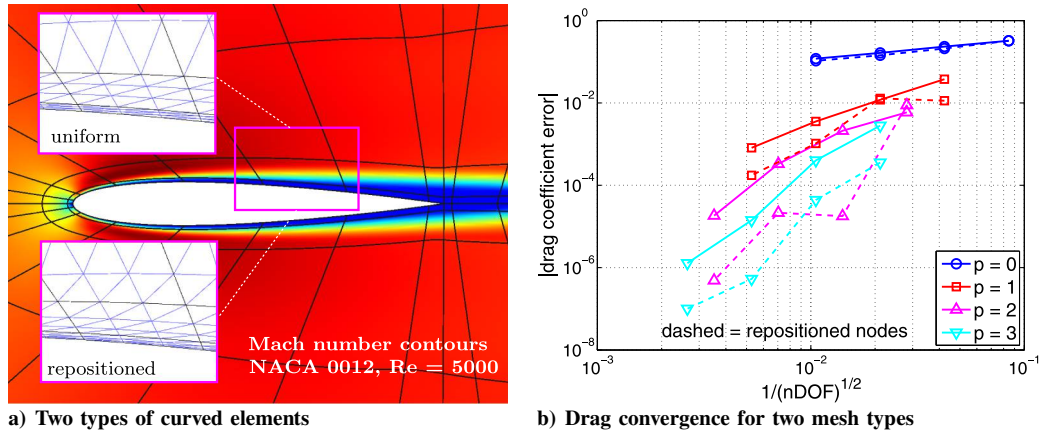 uniform
repositioned
Mach number contours
NACA 0012, Re = 5000
a) Two types of curved elements
|drag coefficient error|
10^0
10^-2
10^-4
10^-6
10^-8
p = 0
p = 1
p = 2
p = 3
dashed = repositioned nodes
10^-3
10^-2
10^-1
1/(nDOF)^1/2
b) Drag convergence for two mesh types